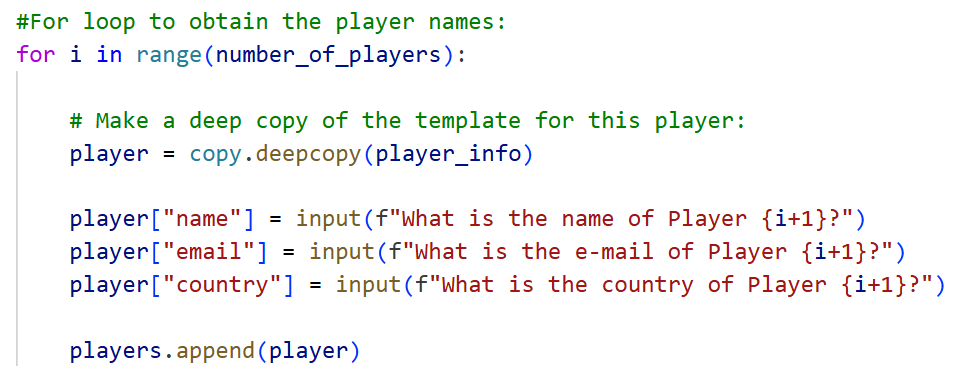 #For loop to obtain the player names:
for i in range(number_of_players):
    # Make a deep copy of the template for this player:
    player = copy.deepcopy(player_info)
    player["name"] = input(f"What is the name of Player {i+1}?")
    player["email"] = input(f"What is the e-mail of Player {i+1}?")
    player["country"] = input(f"What is the country of Player {i+1}?")
    players.append(player)